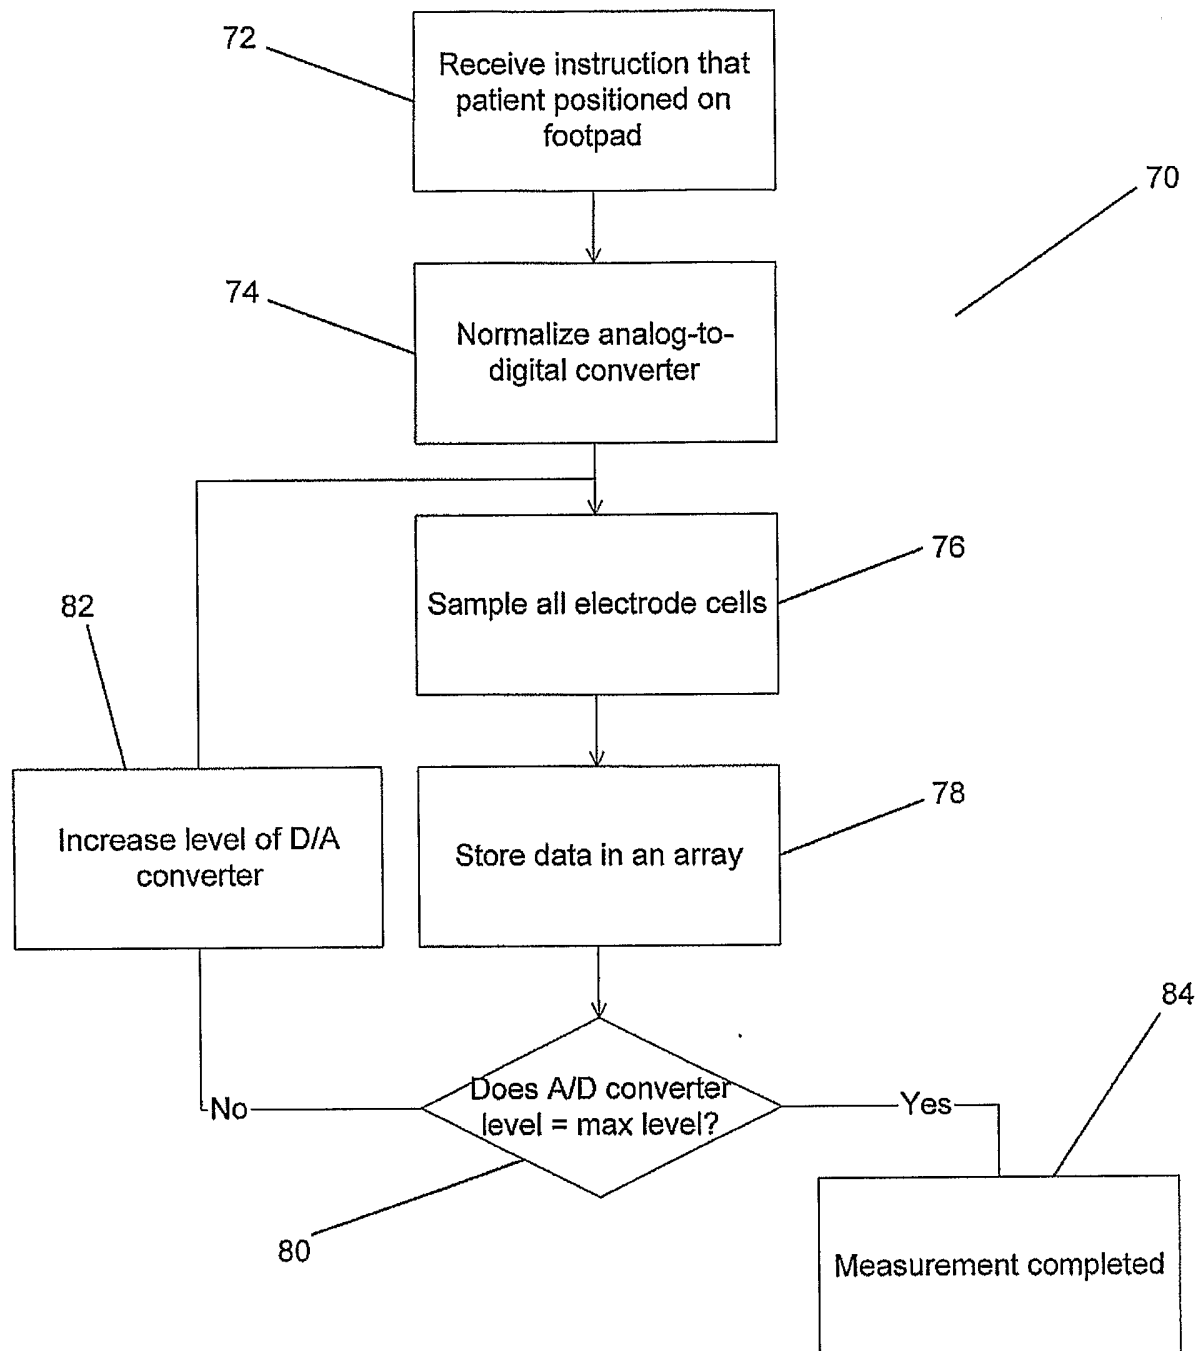 72
Receive instruction that
patient positioned on
footpad
70
74
Normalize analog-to-
digital converter
76
Sample all electrode cells
82
78
Increase level of D/A
converter
Store data in an array
84
Does A/D converter
level = max level?
No
Yes
80
Measurement completed